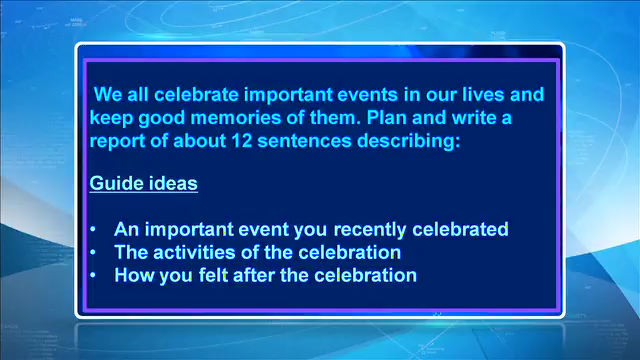 We all celebrate important events in our lives and
keep good memories of them. Plan and write a
report of about 12 sentences describing:
Guide ideas
• An important event you recently celebrated
• The activities of the celebration
• How you felt after the celebration